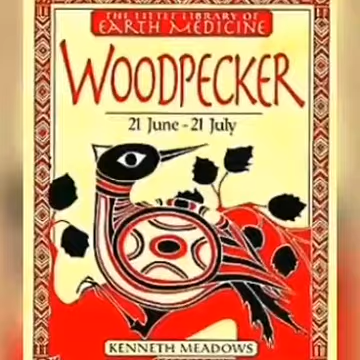 THE LITTLE LIBRARY OF
EARTH MEDICINE
WOODPECKER
21 June - 21 July
KENNETH MEADOWS